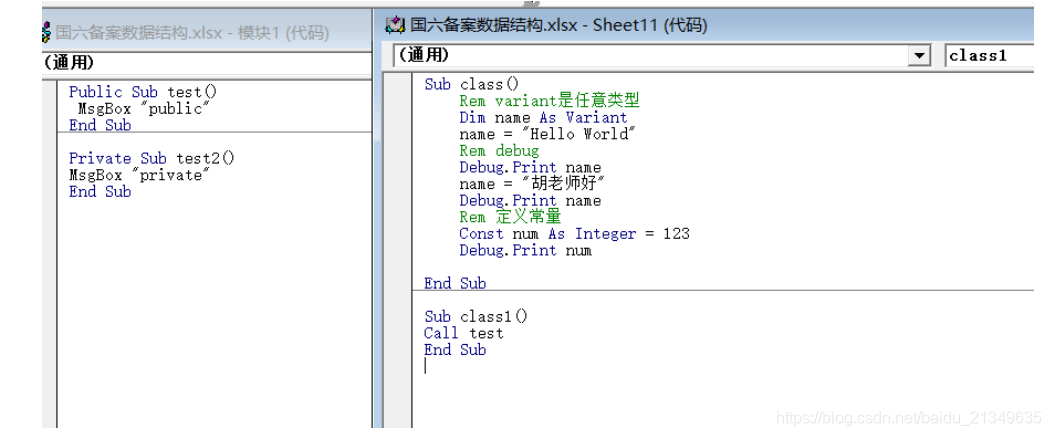 国六备案数据结构.xlsx - 模块1 (代码)
(通用)
Public Sub test()
MsgBox "public"
End Sub
Private Sub test2()
MsgBox "private"
End Sub
国六备案数据结构.xlsx - Sheet11 (代码)
(通用)
class1
Sub class()
Rem variant是任意类型
Dim name As Variant
name = "Hello World"
Rem debug
Debug.Print name
name = "胡老师好"
Debug.Print name
Rem 定义常量
Const num As Integer = 123
Debug.Print num
End Sub
Sub class1()
Call test
End Sub
https://blog.csdn.net/baidu_21349635